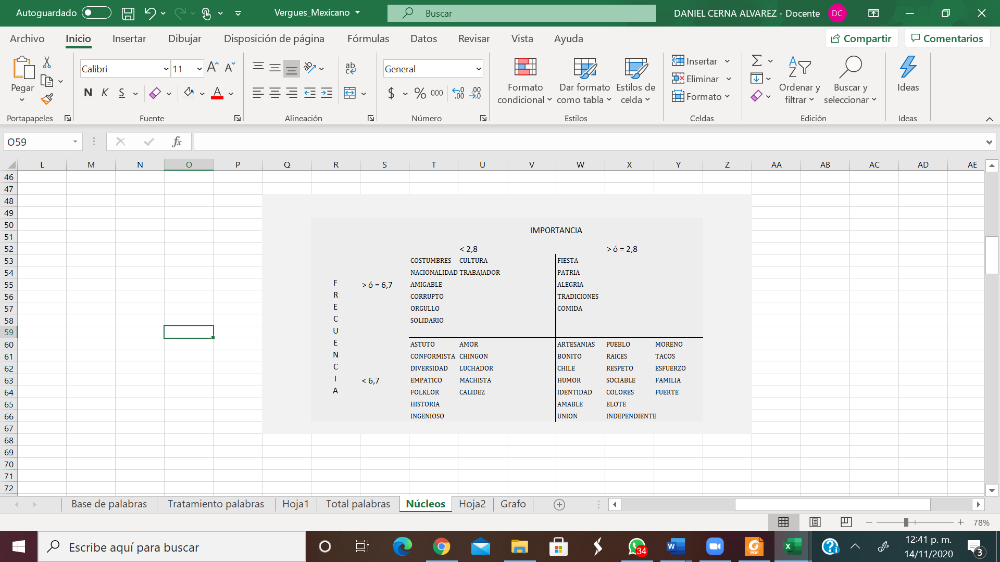 Autoguardado
Vergues_Mexicano
Buscar
DANIEL CERNA ALVAREZ - Docente
DC
Archivo Inicio Insertar Dibujar Disposición de página Fórmulas Datos Revisar Vista Ayuda
Compartir
Comentarios
Pegar
Calibri
11
A A
N K S
A
ab
General
$ % 000
Formato condicional
Dar formato como tabla
Estilos de celda
Insertar
Eliminar
Formato
Ordenar y filtrar
Buscar y seleccionar
Ideas
Portapapeles Fuente Alineación Número Estilos Celdas Edición Ideas
O59
fx
L M N O P Q R S T U V W X Y Z AA AB AC AD AE
46
47
48
49
50
51
52
53
54
55
56
57
58
59
60
61
62
63
64
65
66
67
68
69
70
71
72
IMPORTANCIA
< 2,8 > ó = 2,8
FRECUENCIA
> ó = 6,7
COSTUMBRES CULTURA FIESTA
NACIONALIDAD TRABAJADOR PATRIA
AMIGABLE ALEGRIA
CORRUPTO TRADICIONES
ORGULLO COMIDA
SOLIDARIO
< 6,7
ASTUTO AMOR ARTESANIAS PUEBLO MORENO
CONFORMISTA CHINGON BONITO RAICES TACOS
DIVERSIDAD LUCHADOR CHILE RESPETO ESFUERZO
EMPATICO MACHISTA HUMOR SOCIABLE FAMILIA
FOLKLOR CALIDEZ IDENTIDAD COLORES FUERTE
HISTORIA AMABLE ELOTE
INGENIOSO UNION INDEPENDIENTE
Base de palabras Tratamiento palabras Hoja1 Total palabras Núcleos Hoja2 Grafo
78%
Escribe aquí para buscar
34
12:41 p. m.
14/11/2020
3